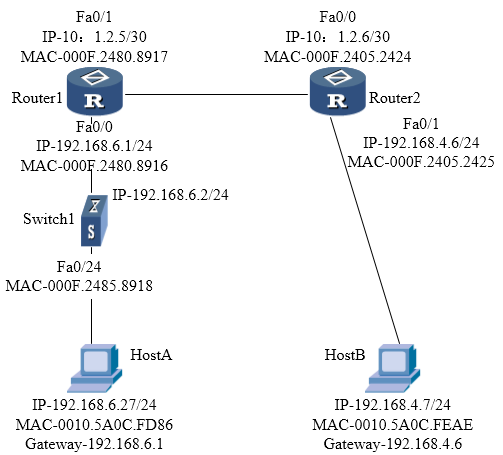 Fa0/1
IP-10：1.2.5/30
MAC-000F.2480.8917
Fa0/0
IP-10：1.2.6/30
MAC-000F.2405.2424
Router1
R
R
Router2
Fa0/0
IP-192.168.6.1/24
MAC-000F.2480.8916
Fa0/1
IP-192.168.4.6/24
MAC-000F.2405.2425
IP-192.168.6.2/24
Switch1
Z
S
Fa0/24
MAC-000F.2485.8918
HostA
HostB
IP-192.168.6.27/24
MAC-0010.5A0C.FD86
Gateway-192.168.6.1
IP-192.168.4.7/24
MAC-0010.5A0C.FEAE
Gateway-192.168.4.6